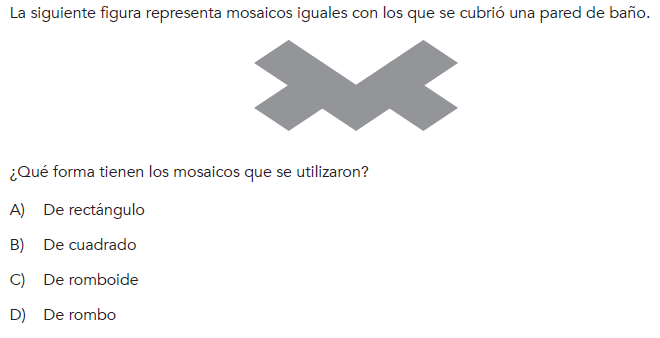 La siguiente figura representa mosaicos iguales con los que se cubrió una pared de baño.
¿Qué forma tienen los mosaicos que se utilizaron?
A) De rectángulo
B) De cuadrado
C) De romboide
D) De rombo